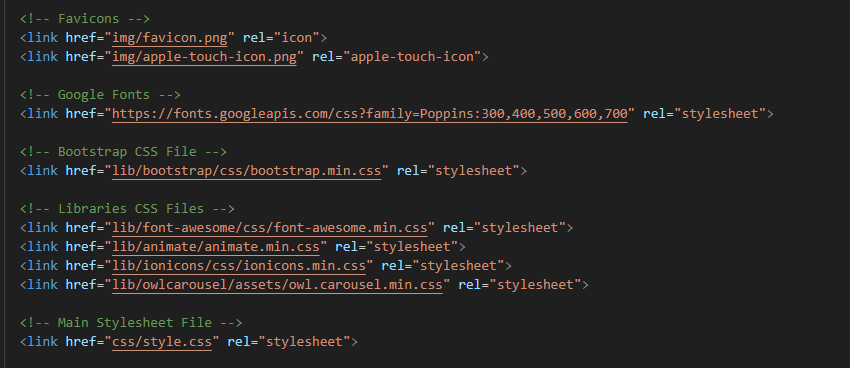 <!-- Favicons -->
<link href="img/favicon.png" rel="icon">
<link href="img/apple-touch-icon.png" rel="apple-touch-icon">
<!-- Google Fonts -->
<link href="https://fonts.googleapis.com/css?family=Poppins:300,400,500,600,700" rel="stylesheet">
<!-- Bootstrap CSS File -->
<link href="lib/bootstrap/css/bootstrap.min.css" rel="stylesheet">
<!-- Libraries CSS Files -->
<link href="lib/font-awesome/css/font-awesome.min.css" rel="stylesheet">
<link href="lib/animate/animate.min.css" rel="stylesheet">
<link href="lib/ionicons/css/ionicons.min.css" rel="stylesheet">
<link href="lib/owlcarousel/assets/owl.carousel.min.css" rel="stylesheet">
<!-- Main Stylesheet File -->
<link href="css/style.css" rel="stylesheet">